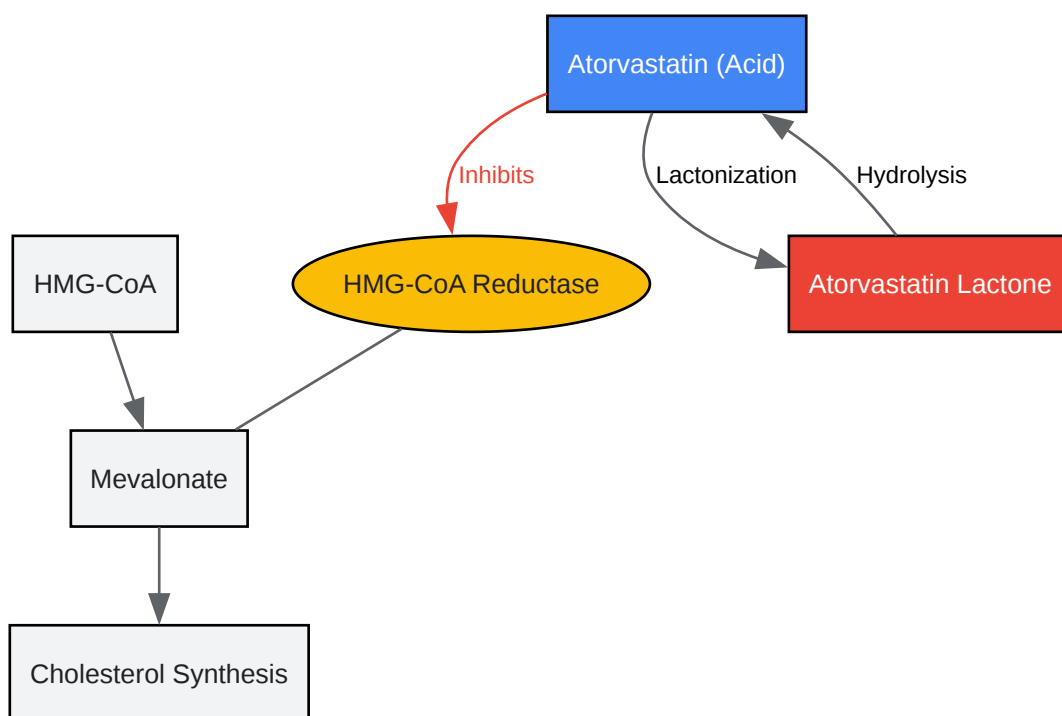 Atorvastatin (Acid)
Inhibits
Lactonization
Hydrolysis
HMG-CoA
HMG-CoA Reductase
Atorvastatin Lactone
Mevalonate
Cholesterol Synthesis